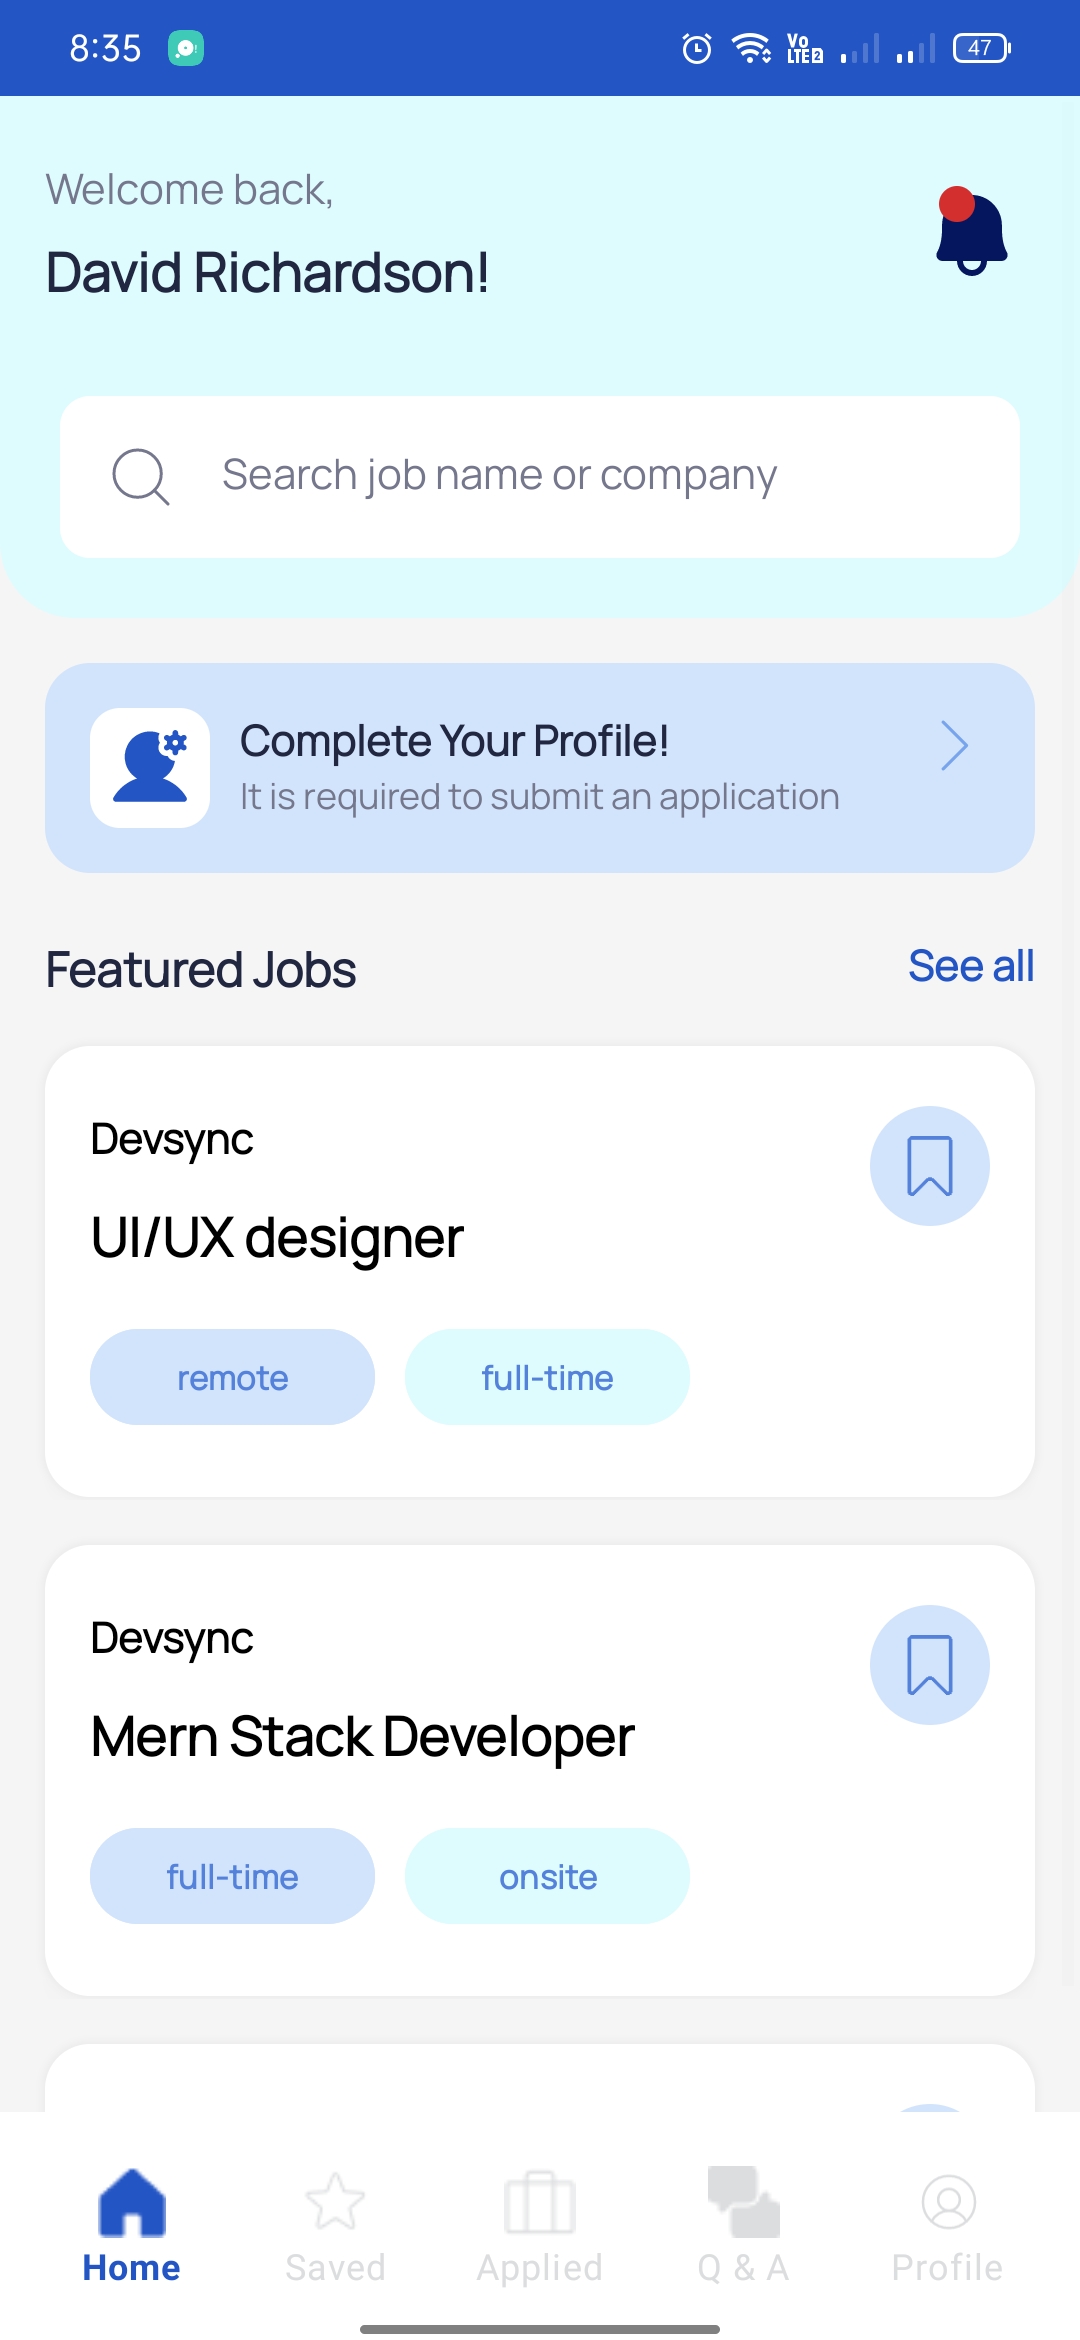 8:35
Vo
LTE 2
47
Welcome back,
David Richardson!
Search job name or company
Complete Your Profile!
It is required to submit an application
Featured Jobs
See all
Devsync
UI/UX designer
remote
full-time
Devsync
Mern Stack Developer
full-time
onsite
Home
Saved
Applied
Q & A
Profile